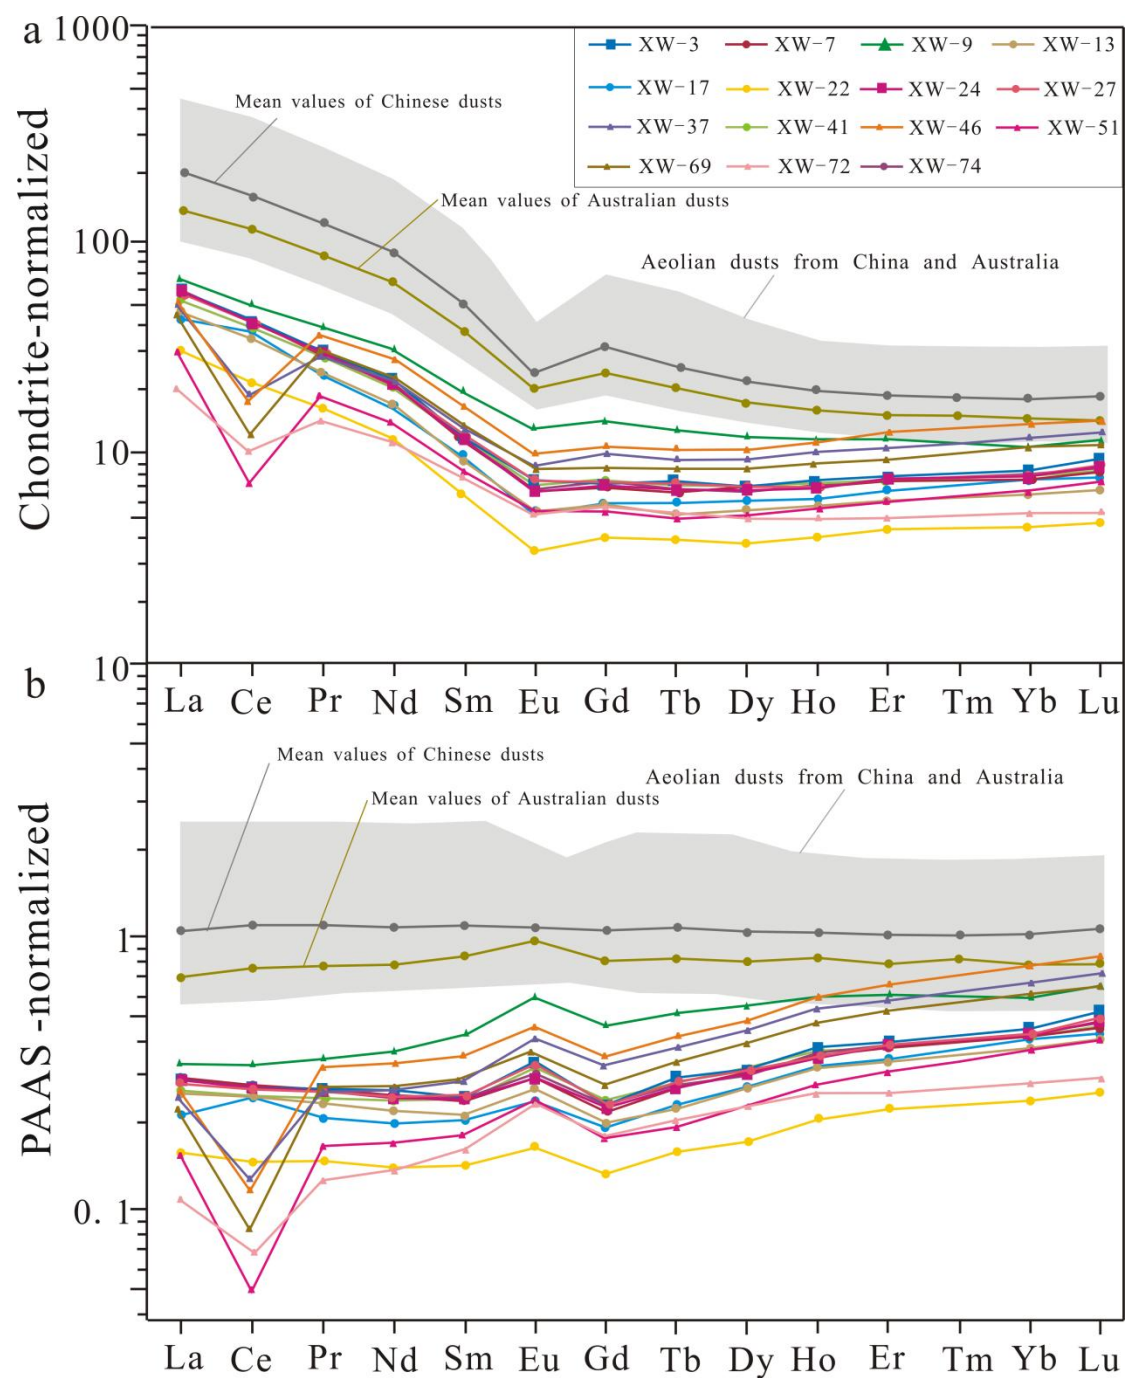 a
1000
XW-3 XW-7 XW-9 XW-13
XW-17 XW-22 XW-24 XW-27
XW-37 XW-41 XW-46 XW-51
XW-69 XW-72 XW-74
Mean values of Chinese dusts
Mean values of Australian dusts
Aeolian dusts from China and Australia
100
10
Chondrite-normalized
La Ce Pr Nd Sm Eu Gd Tb Dy Ho Er Tm Yb Lu
b
10
Mean values of Chinese dusts
Aeolian dusts from China and Australia
Mean values of Australian dusts
1
0. 1
PAAS -normalized
La Ce Pr Nd Sm Eu Gd Tb Dy Ho Er Tm Yb Lu